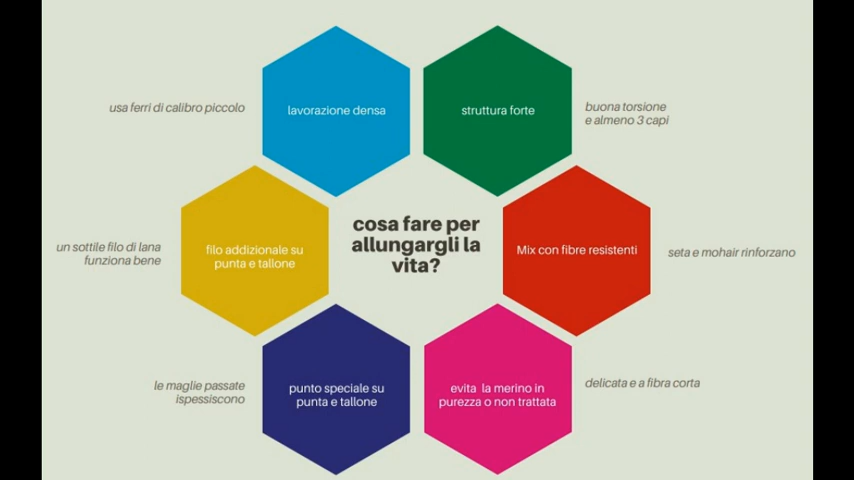 usa ferri di calibro piccolo
lavorazione densa
struttura forte
buona torsione
e almeno 3 capi
un sottile filo di lana
funziona bene
filo addizionale su
punta e tallone
cosa fare per
allungargli la
vita?
Mix con fibre resistenti
seta e mohair rinforzano
le maglie passate
ispessiscono
punto speciale su
punta e tallone
evita la merino in
purezza o non trattata
delicata e a fibra corta